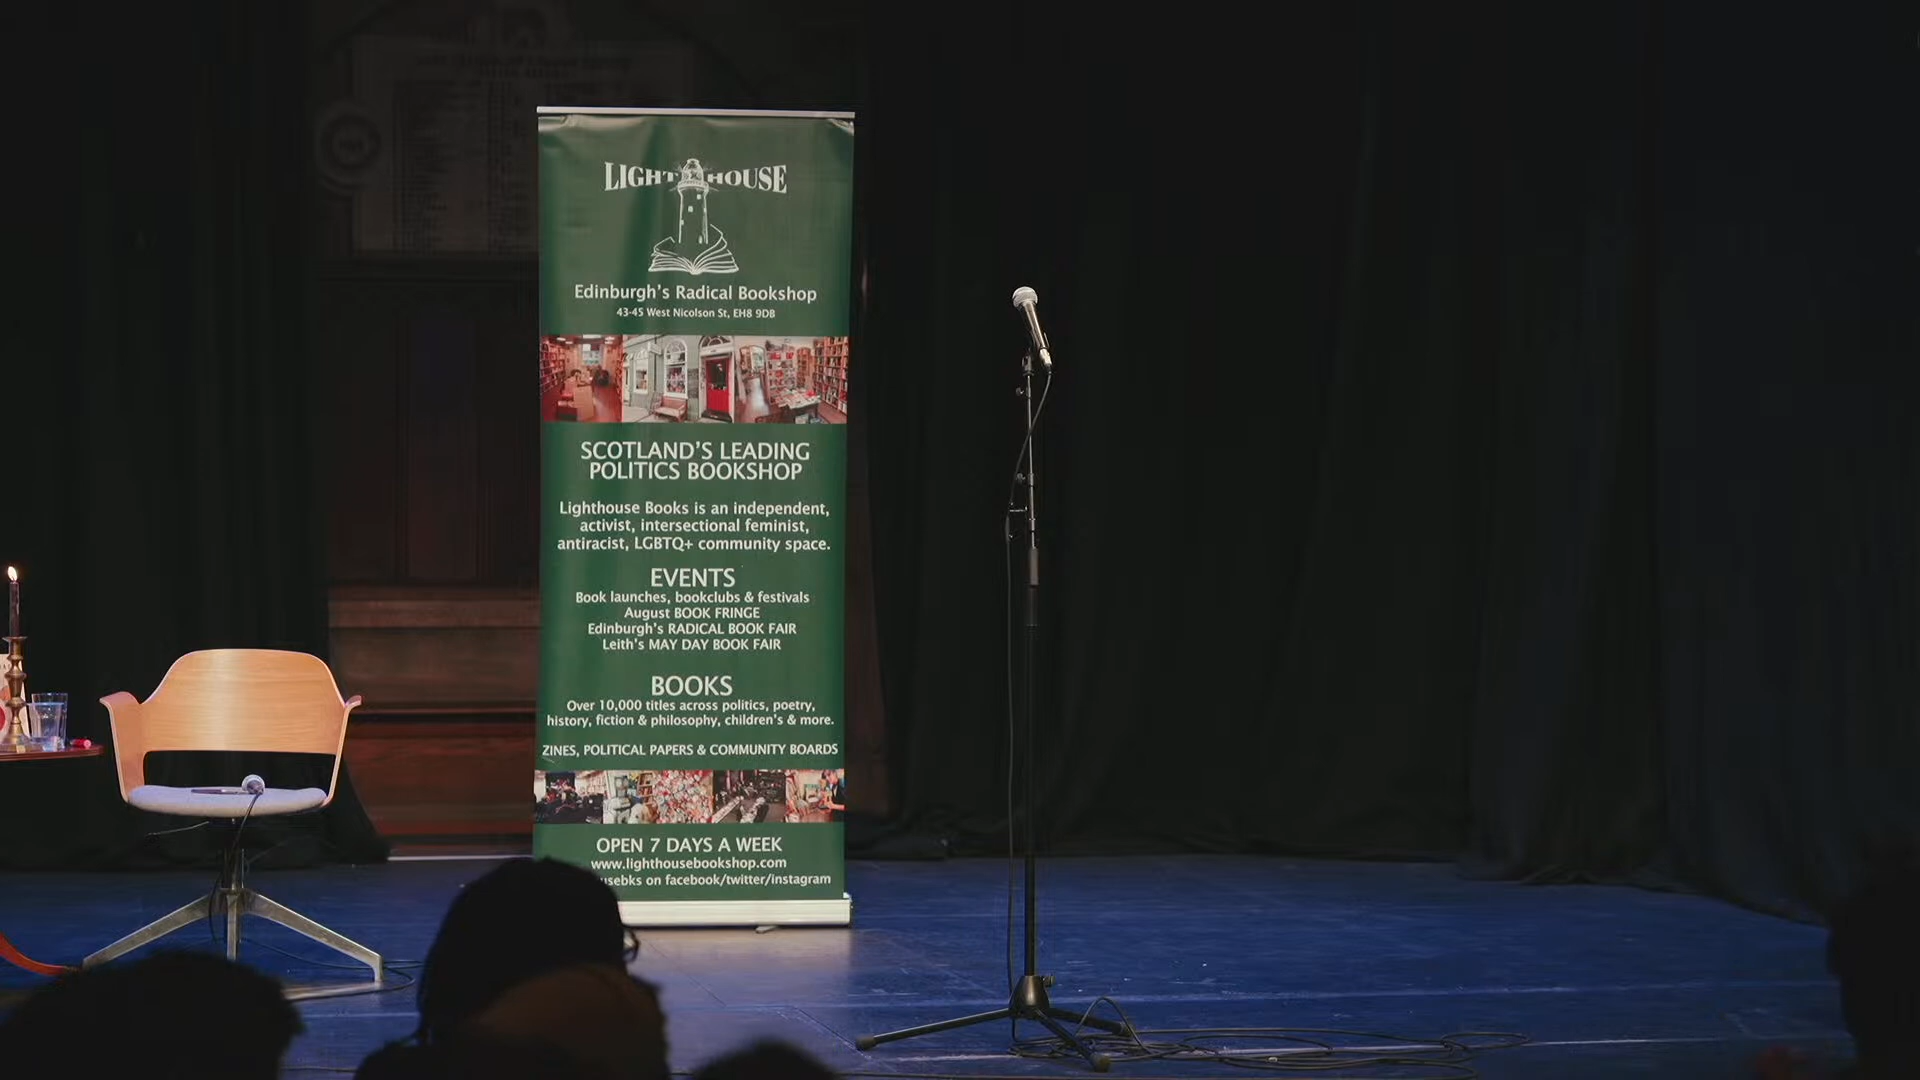 LIGHTHOUSE
Edinburgh's Radical Bookshop
43-45 West Nicolson St, EH8 9DB
SCOTLAND'S LEADING
POLITICS BOOKSHOP
Lighthouse Books is an independent,
activist, intersectional feminist,
antiracist, LGBTQ+ community space.
EVENTS
Book launches, bookclubs & festivals
August BOOK FRINGE
Edinburgh's RADICAL BOOK FAIR
Leith's MAY DAY BOOK FAIR
BOOKS
Over 10,000 titles across politics, poetry,
history, fiction & philosophy, children's & more.
ZINES, POLITICAL PAPERS & COMMUNITY BOARDS
OPEN 7 DAYS A WEEK
www.lighthousebookshop.com
usebks on facebook/twitter/instagram